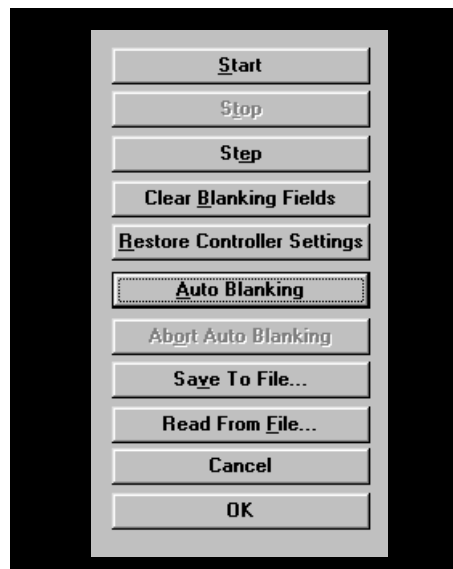 Start
Stop
Step
Clear Blanking Fields
Restore Controller Settings
Auto Blanking
Abort Auto Blanking
Save To File...
Read From File...
Cancel
OK